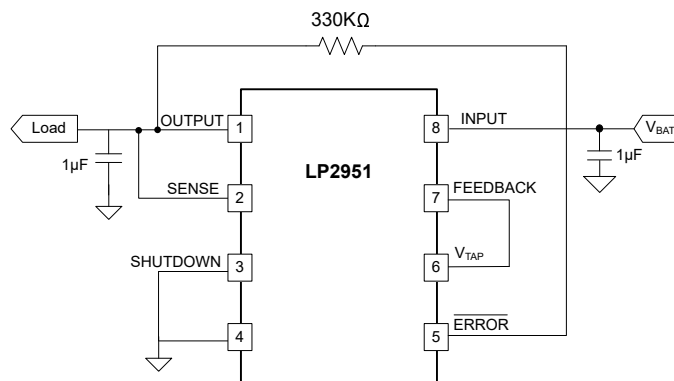 330KΩ
Load
OUTPUT
1
8
INPUT
V_BAT
1µF
1µF
LP2951
SENSE
2
7
FEEDBACK
SHUTDOWN
3
6
V_TAP
4
5
ERROR